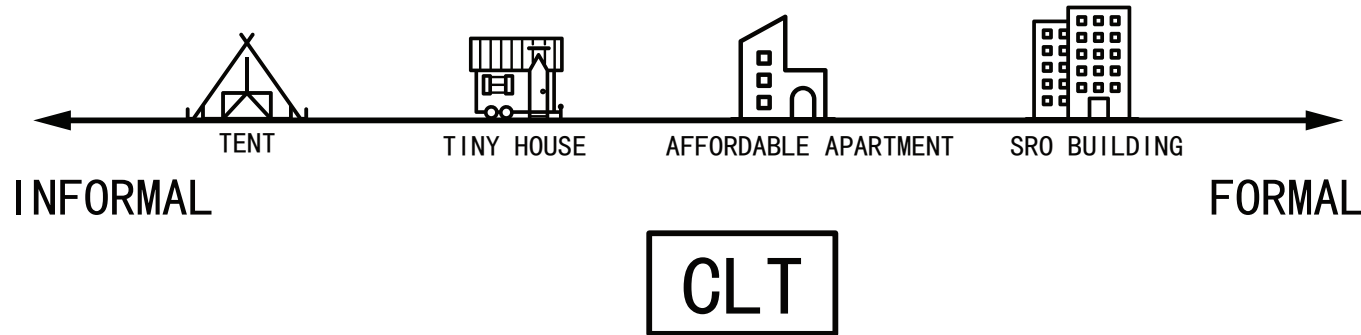 TENT
TINY HOUSE
AFFORDABLE APARTMENT
SRO BUILDING
INFORMAL
FORMAL
CLT